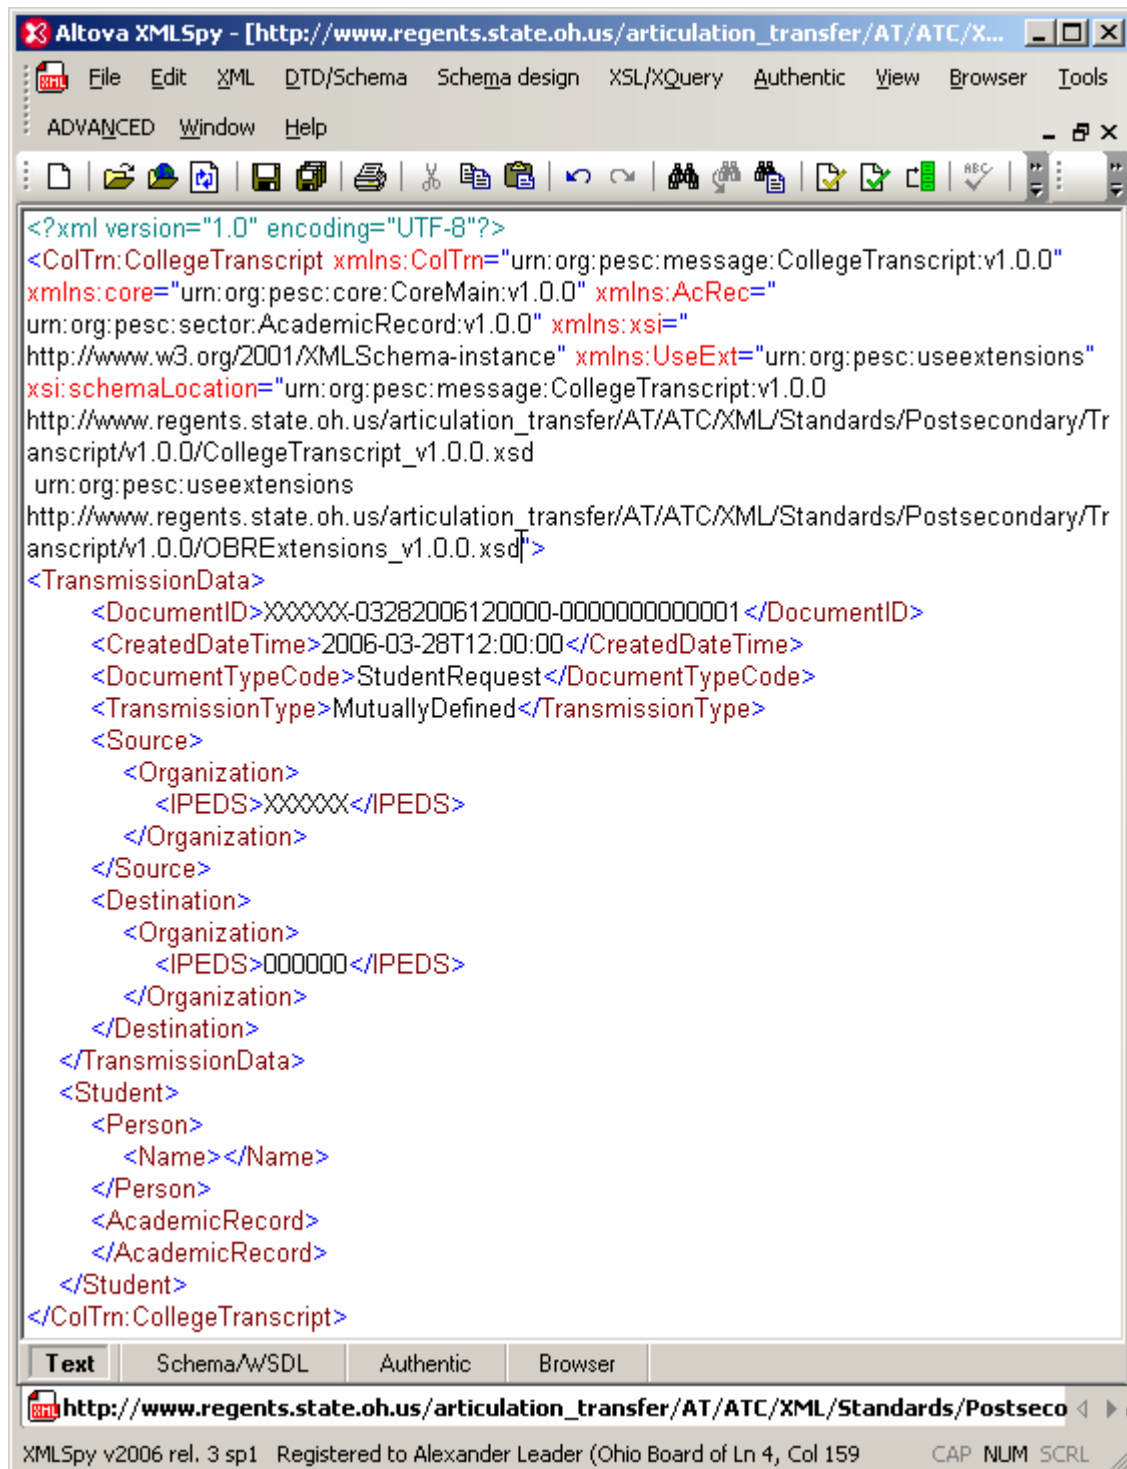 Altova XMLSpy - [http://www.regents.state.oh.us/articulation_transfer/AT/ATC/X...
File Edit XML DTD/Schema Schema design XSL/XQuery Authentic View Browser Tools
ADVANCED Window Help
<?xml version="1.0" encoding="UTF-8"?>
<ColTrn:CollegeTranscript xmlns:ColTrn="urn:org:pesc:message:CollegeTranscript:v1.0.0"
xmlns:core="urn:org:pesc:core:CoreMain:v1.0.0" xmlns:AcRec="
urn:org:pesc:sector:AcademicRecord:v1.0.0" xmlns:xsi="
http://www.w3.org/2001/XMLSchema-instance" xmlns:UseExt="urn:org:pesc:useextensions"
xsi:schemaLocation="urn:org:pesc:message:CollegeTranscript:v1.0.0
http://www.regents.state.oh.us/articulation_transfer/AT/ATC/XML/Standards/Postsecondary/Tr
anscript/v1.0.0/CollegeTranscript_v1.0.0.xsd
urn:org:pesc:useextensions
http://www.regents.state.oh.us/articulation_transfer/AT/ATC/XML/Standards/Postsecondary/Tr
anscript/v1.0.0/OBRExtensions_v1.0.0.xsd">
<TransmissionData>
<DocumentID>XXXXXX-03282006120000-0000000000001</DocumentID>
<CreatedDateTime>2006-03-28T12:00:00</CreatedDateTime>
<DocumentTypeCode>StudentRequest</DocumentTypeCode>
<TransmissionType>MutuallyDefined</TransmissionType>
<Source>
<Organization>
<IPEDS>XXXXXX</IPEDS>
</Organization>
</Source>
<Destination>
<Organization>
<IPEDS>000000</IPEDS>
</Organization>
</Destination>
</TransmissionData>
<Student>
<Person>
<Name></Name>
</Person>
<AcademicRecord>
</AcademicRecord>
</Student>
</ColTrn:CollegeTranscript>
Text Schema/WSDL Authentic Browser
http://www.regents.state.oh.us/articulation_transfer/AT/ATC/XML/Standards/Postseco
XMLSpy v2006 rel. 3 sp1 Registered to Alexander Leader (Ohio Board of Ln 4, Col 159 CAP NUM SCRL